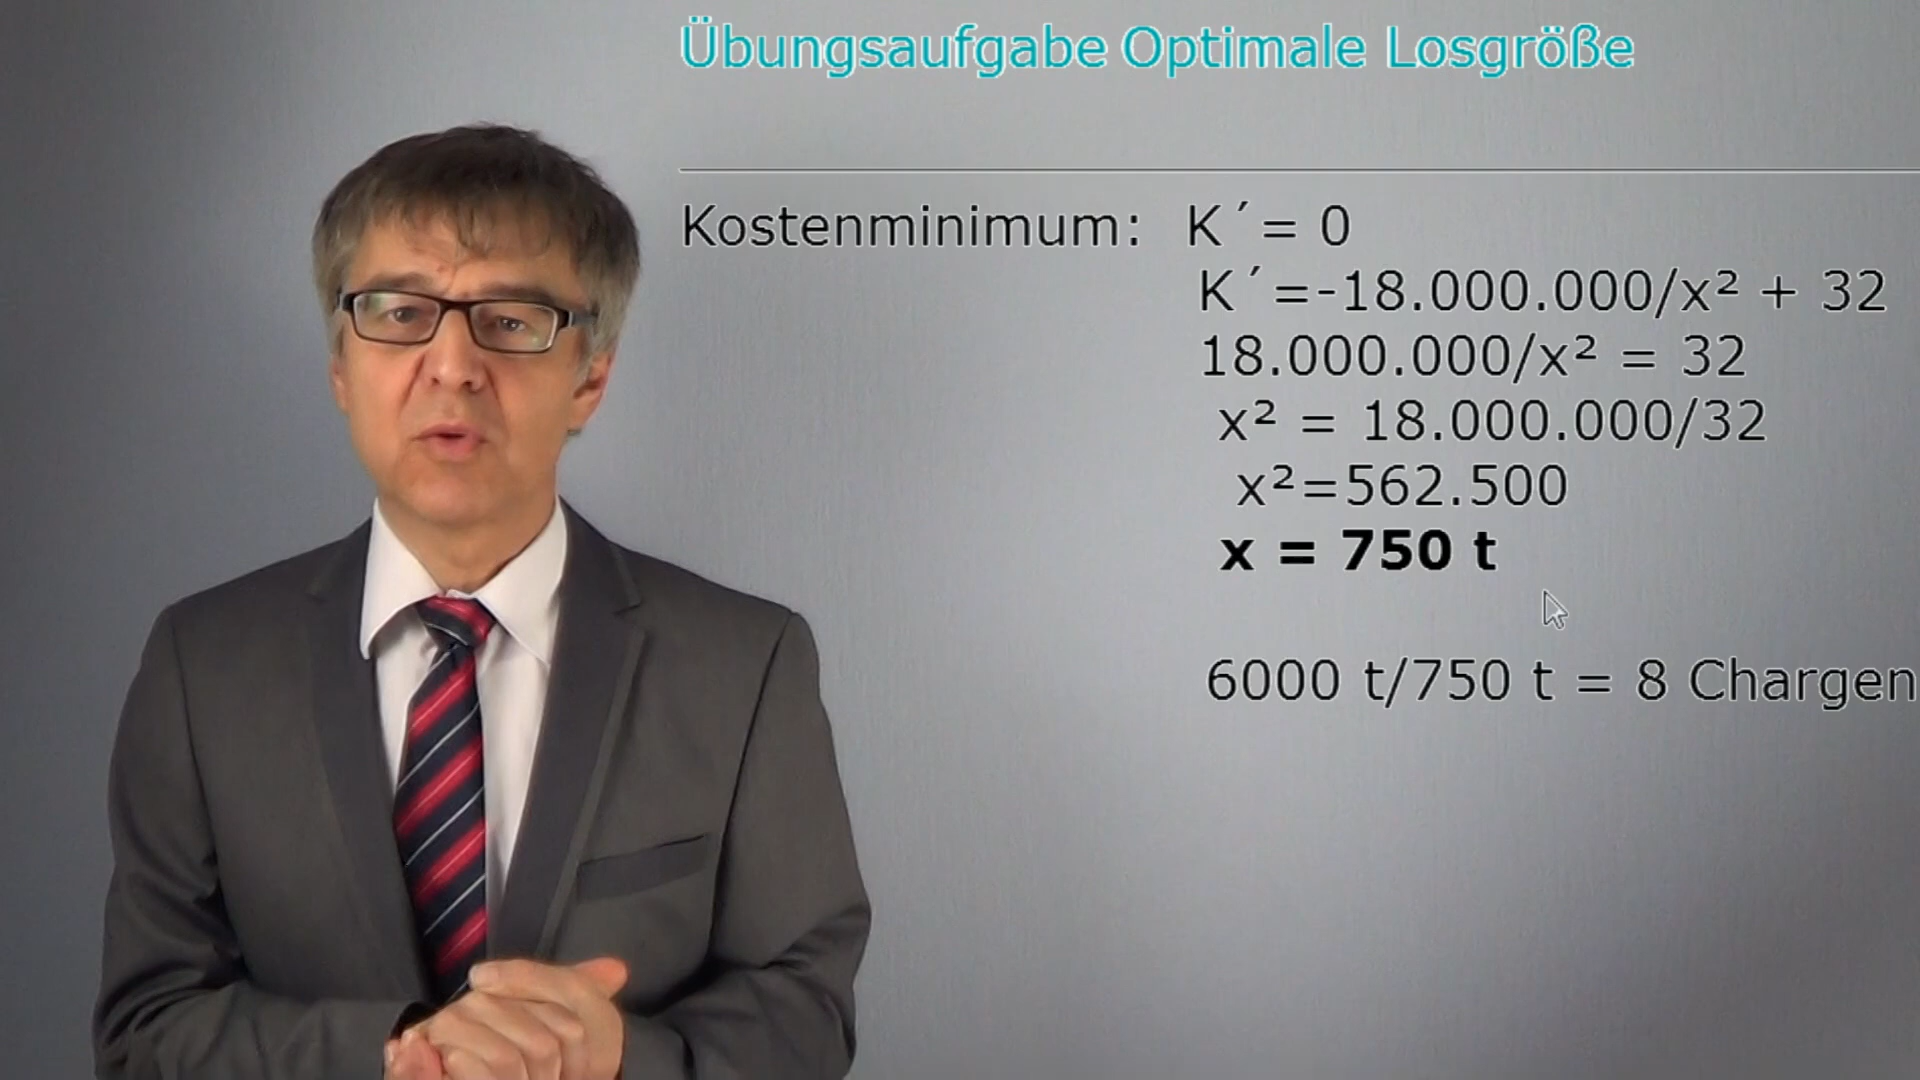 Übungsaufgabe Optimale Losgröße
Kostenminimum: K´= 0
K´=-18.000.000/x² + 32
18.000.000/x² = 32
x² = 18.000.000/32
x²=562.500
x = 750 t
6000 t/750 t = 8 Chargen